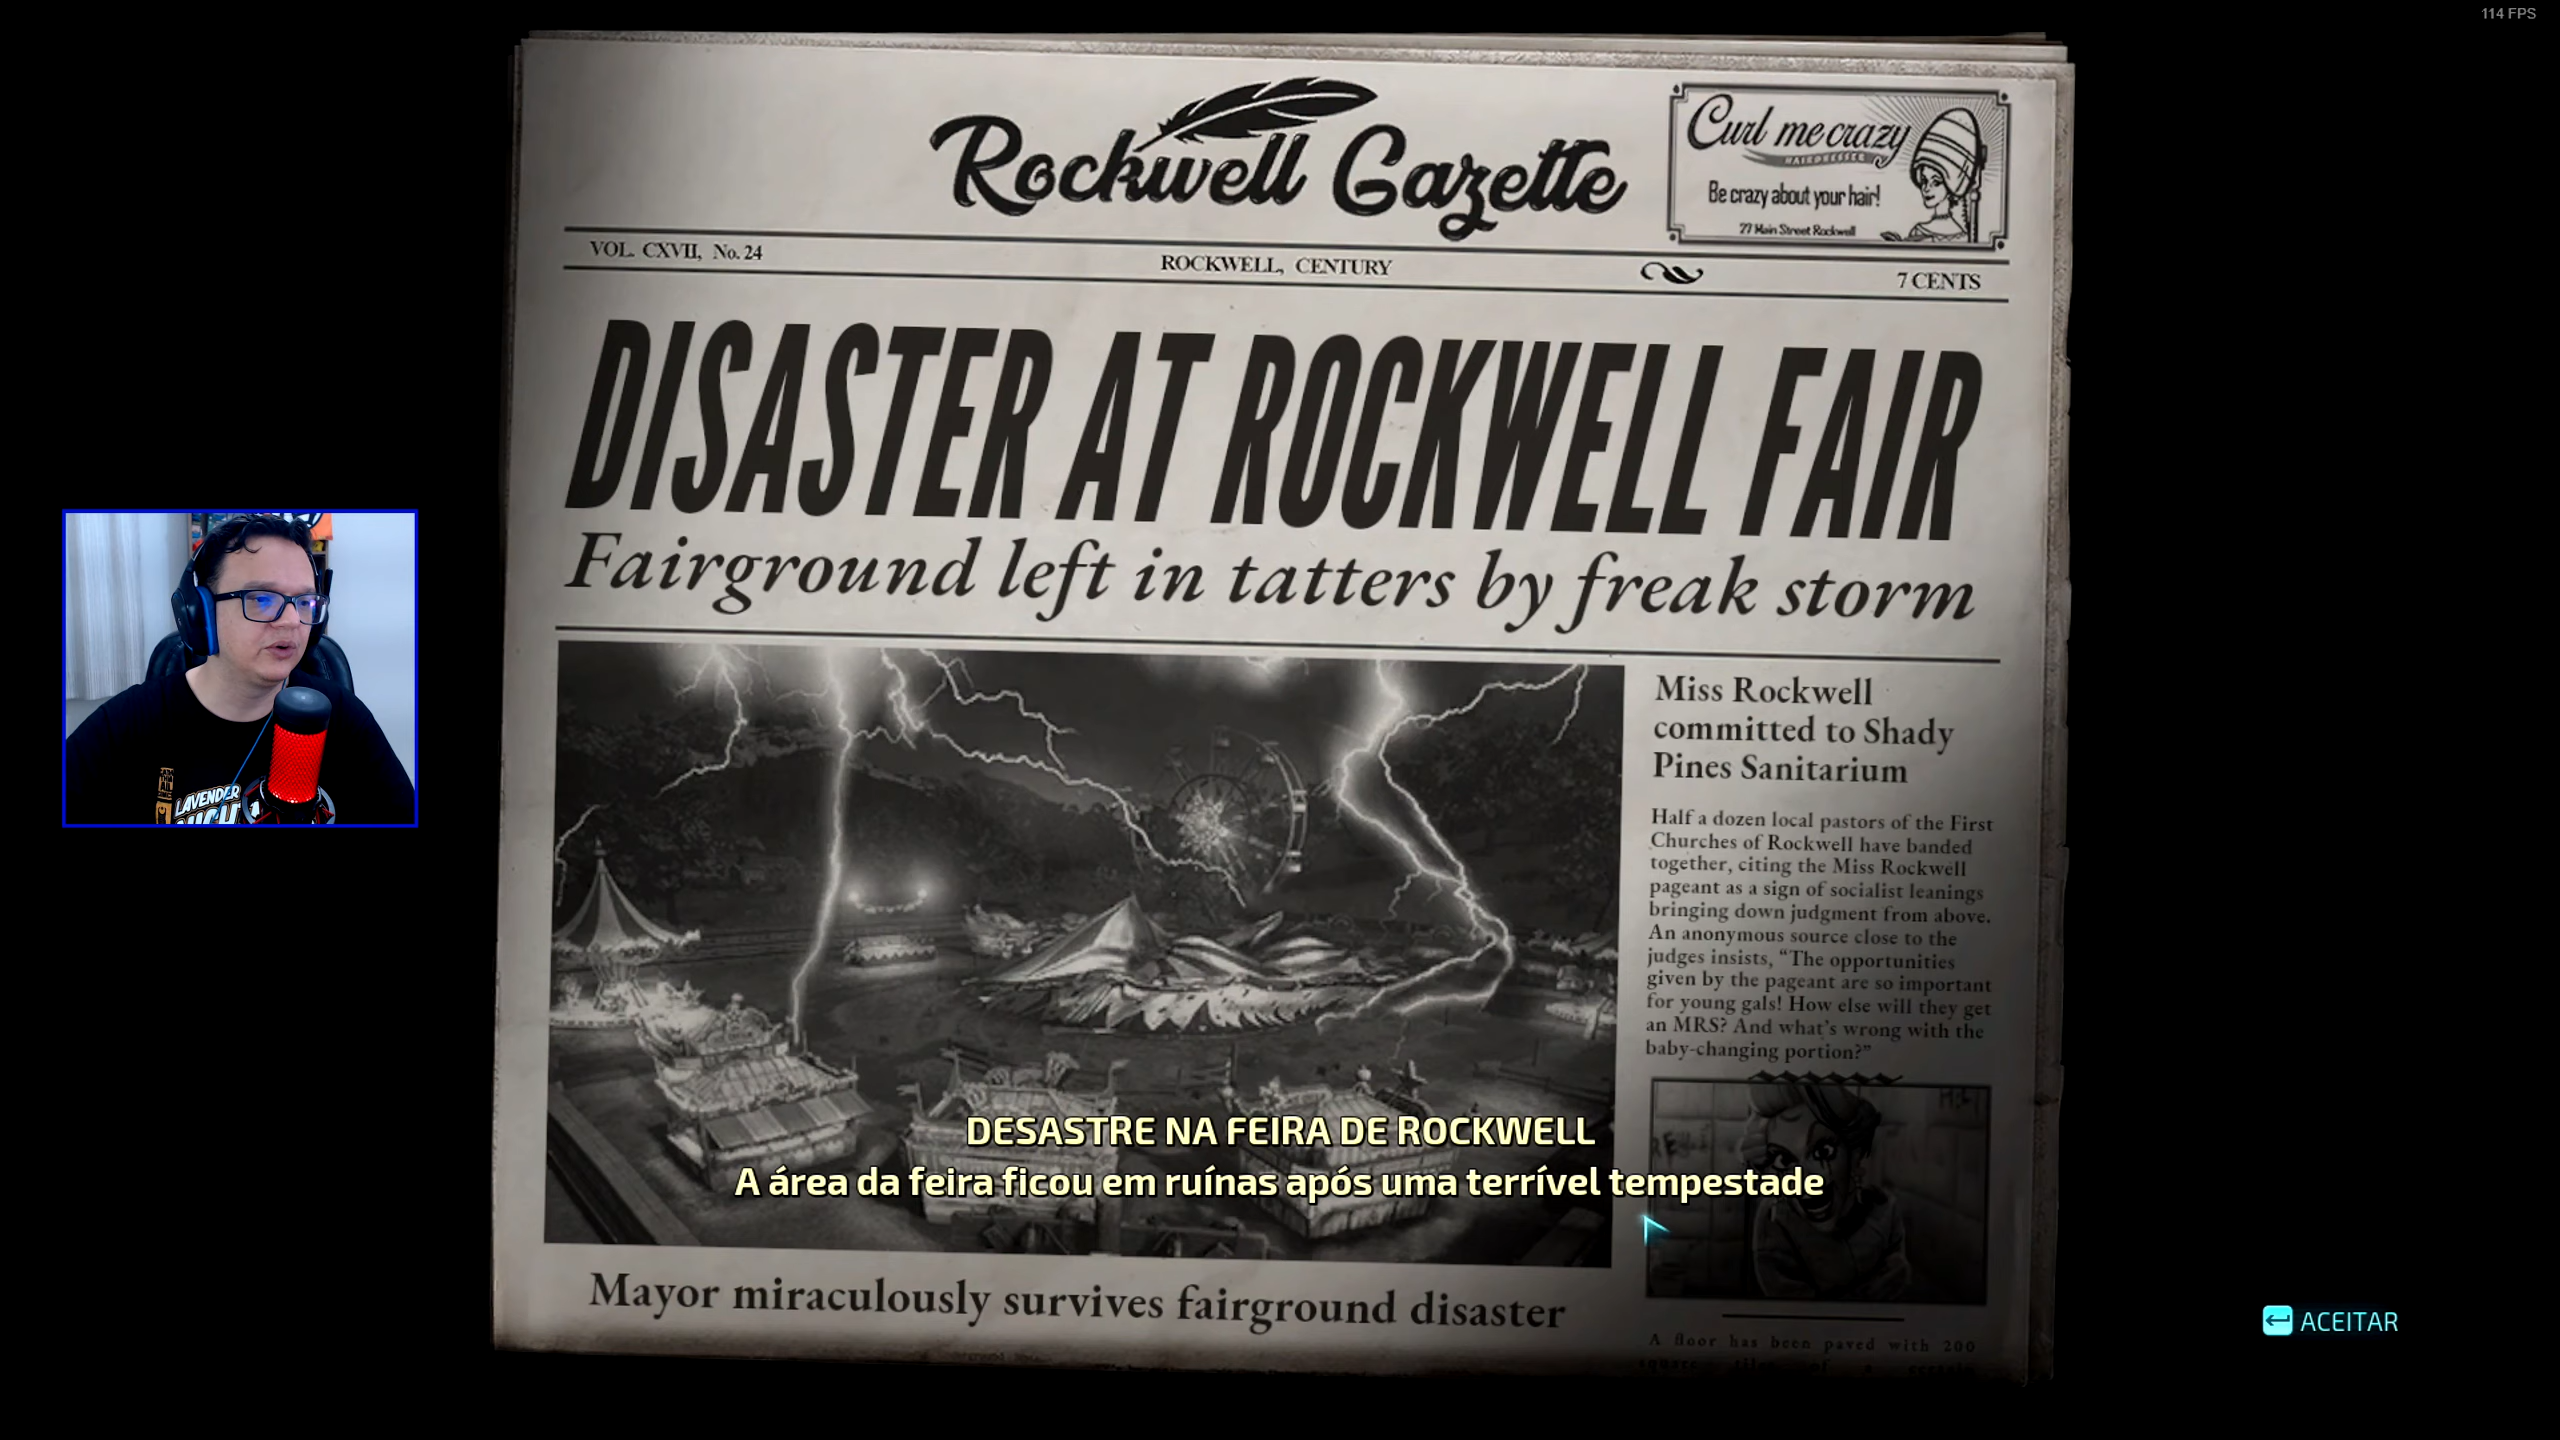 114 FPS
Rockwell Gazette
Curl me crazy
HAIRDRESSER
Be crazy about your hair!
27 Main Street Rockwell
VOL. CXVII, No. 24
ROCKWELL, CENTURY
7 CENTS
DISASTER AT ROCKWELL FAIR
Fairground left in tatters by freak storm
Miss Rockwell
committed to Shady
Pines Sanitarium
Half a dozen local pastors of the First
Churches of Rockwell have banded
together, citing the Miss Rockwell
pageant as a sign of socialist leanings
bringing down judgment from above.
An anonymous source close to the
judges insists, “The opportunities
given by the pageant are so important
for young gals! How else will they get
an MRS? And what’s wrong with the
baby-changing portion?”
LAVENDER
DESASTRE NA FEIRA DE ROCKWELL
A área da feira ficou em ruínas após uma terrível tempestade
Mayor miraculously survives fairground disaster
A floor has been paved with 200
ACEITAR